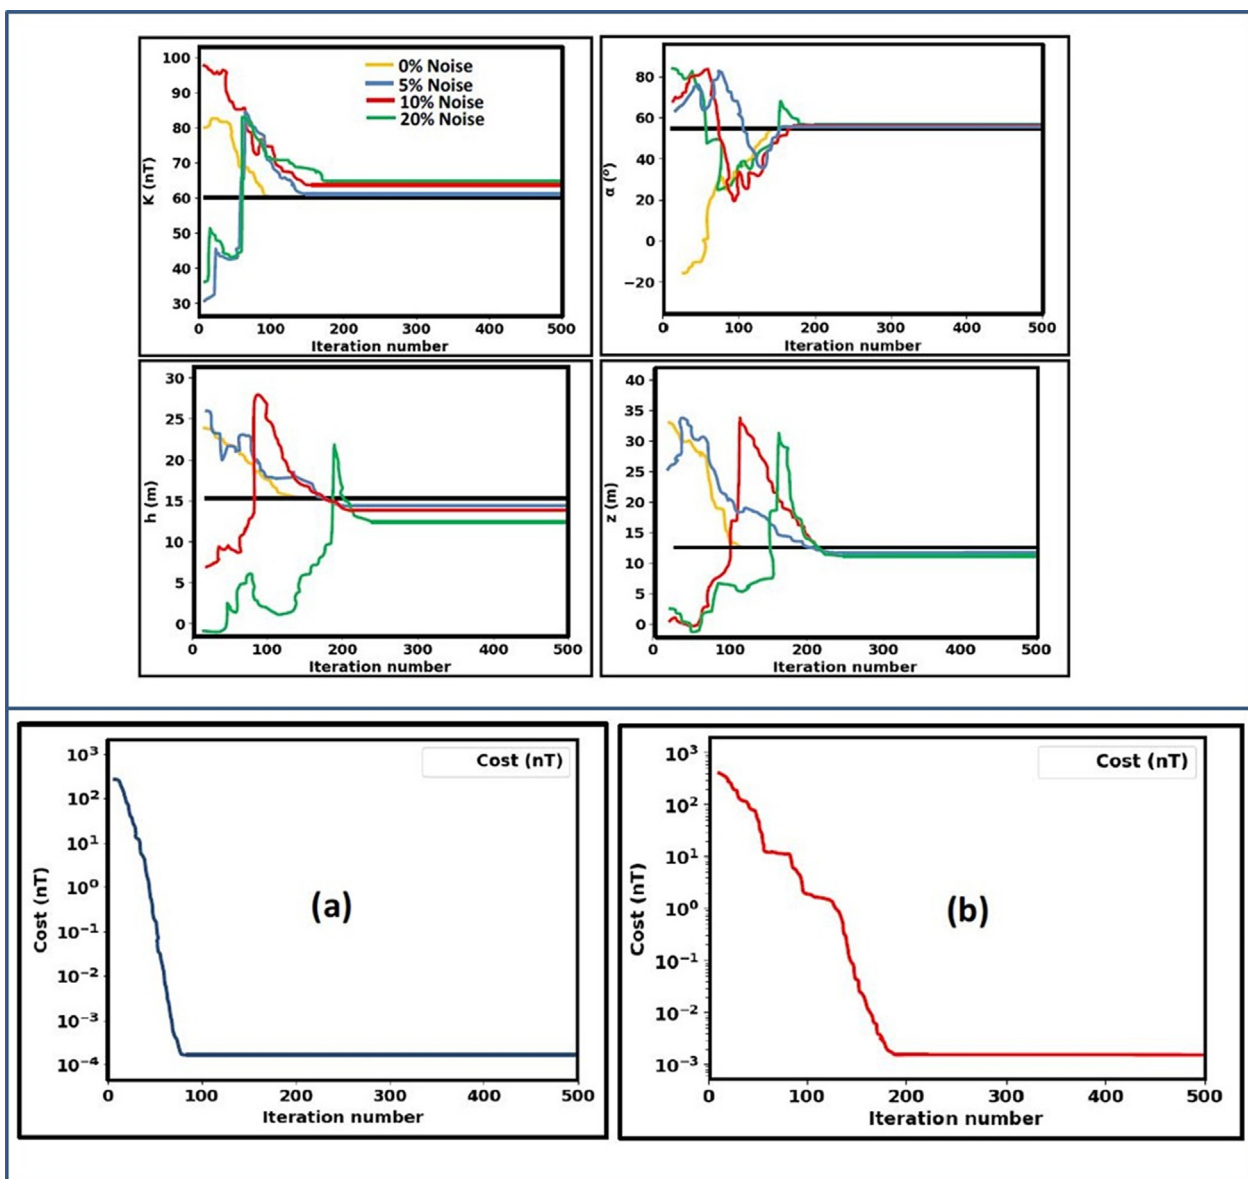 100
90
80
70
60
50
40
30
K (nT)
0% Noise
5% Noise
10% Noise
20% Noise
0 100 200 300 400 500
Iteration number
80
60
40
20
0
−20
α (°)
0 100 200 300 400 500
Iteration number
30
25
20
15
10
5
0
h (m)
0 100 200 300 400 500
Iteration number
40
35
30
25
20
15
10
5
0
z (m)
0 100 200 300 400 500
Iteration number
10³
10²
10¹
10⁰
10⁻¹
10⁻²
10⁻³
10⁻⁴
Cost (nT)
Cost (nT)
(a)
0 100 200 300 400 500
Iteration number
10³
10²
10¹
10⁰
10⁻¹
10⁻²
10⁻³
Cost (nT)
Cost (nT)
(b)
0 100 200 300 400 500
Iteration number